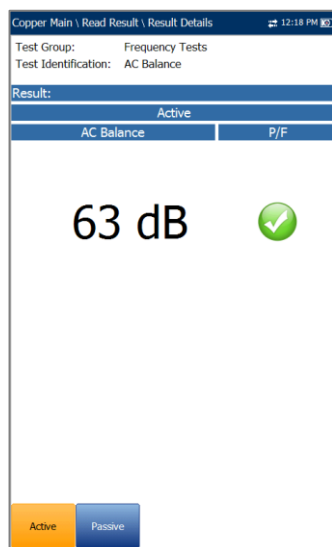 Copper Main \ Read Result \ Result Details 12:18 PM
Test Group: Frequency Tests
Test Identification: AC Balance
Result:
Active
AC Balance P/F
63 dB
Active Passive